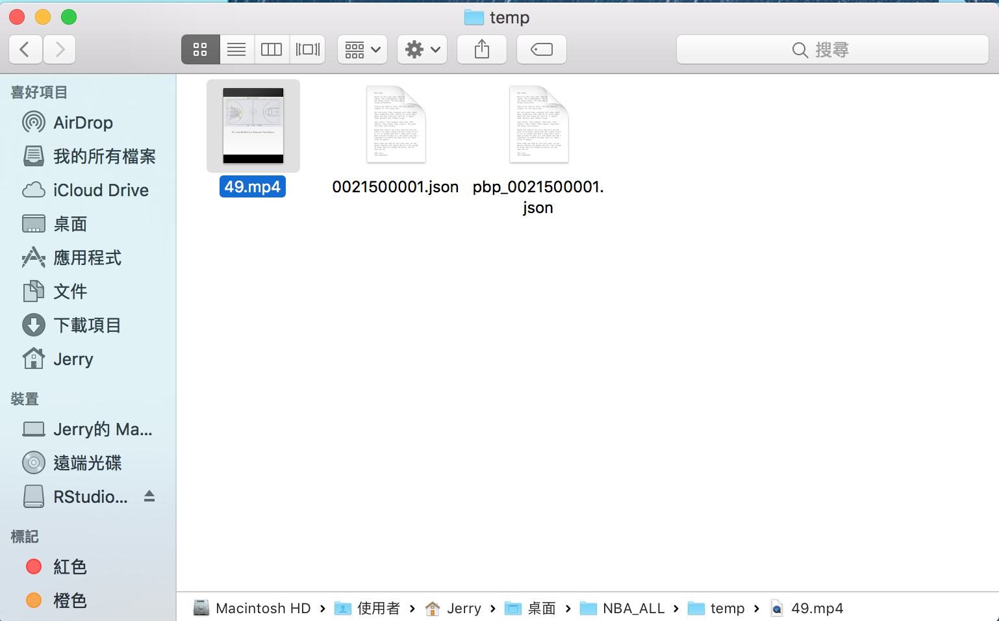 temp
搜尋
喜好項目
AirDrop
我的所有檔案
iCloud Drive
桌面
應用程式
文件
下載項目
Jerry
裝置
Jerry的 Ma...
遠端光碟
RStudio...
標記
紅色
橙色
49.mp4
0021500001.json
pbp_0021500001.
json
Macintosh HD › 使用者 › Jerry › 桌面 › NBA_ALL › temp › 49.mp4